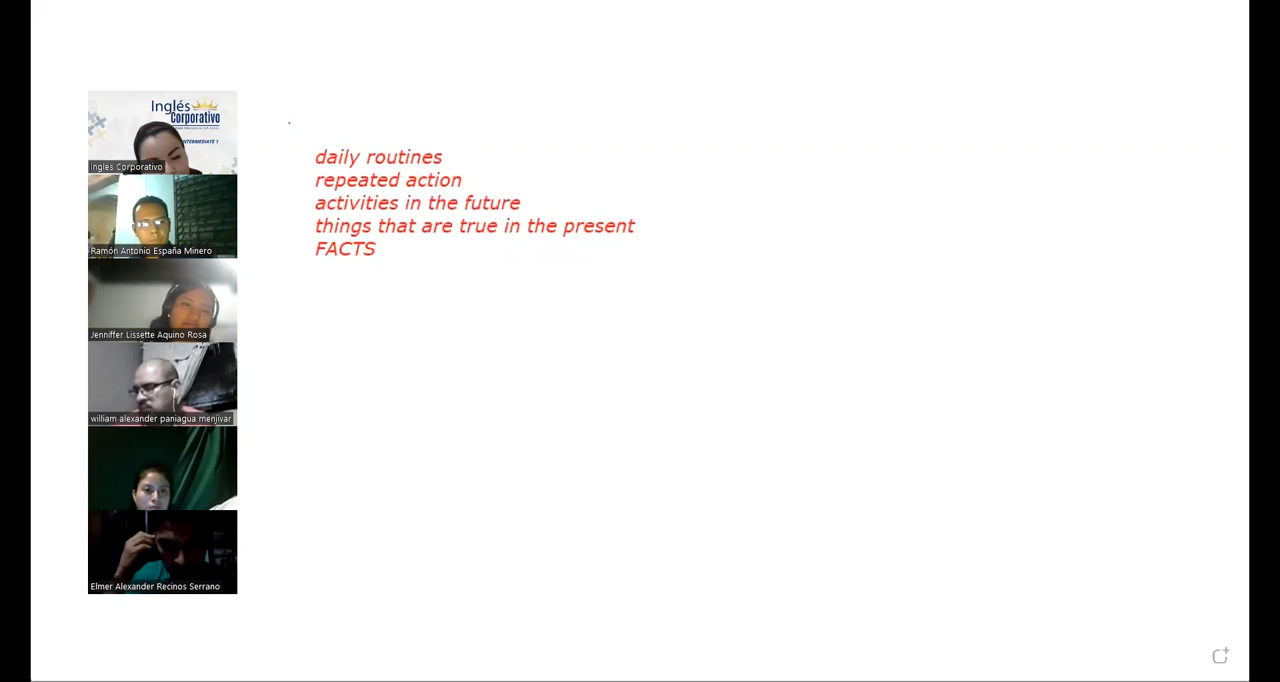 Inglés
Corporativo
INTERMEDIATE 1
Ingles Corporativo
Ramón Antonio España Minero
Jenniffer Lissette Aquino Rosa
william alexander paniagua menjivar
Elmer Alexander Recinos Serrano
daily routines
repeated action
activities in the future
things that are true in the present
FACTS